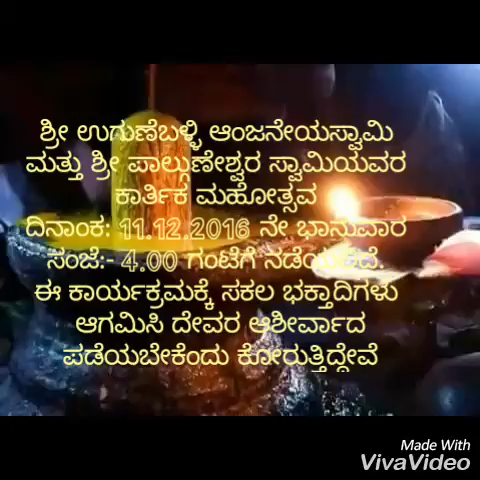 ಶ್ರೀ ಉಗುಣೆಬಳ್ಳಿ ಆಂಜನೇಯಸ್ವಾಮಿ
ಮತ್ತು ಶ್ರೀ ಪಾಲ್ಗುಣೇಶ್ವರ ಸ್ವಾಮಿಯವರ
ಕಾರ್ತಿಕ ಮಹೋತ್ಸವ
ದಿನಾಂಕ: 11.12.2016 ನೇ ಭಾನುವಾರ
ಸಂಜೆ:- 4.00 ಗಂಟೆಗೆ ನಡೆಯಲಿದೆ.
ಈ ಕಾರ್ಯಕ್ರಮಕ್ಕೆ ಸಕಲ ಭಕ್ತಾದಿಗಳು
ಆಗಮಿಸಿ ದೇವರ ಆಶೀರ್ವಾದ
ಪಡೆಯಬೇಕೆಂದು ಕೋರುತ್ತಿದ್ದೇವೆ
Made With
VivaVideo